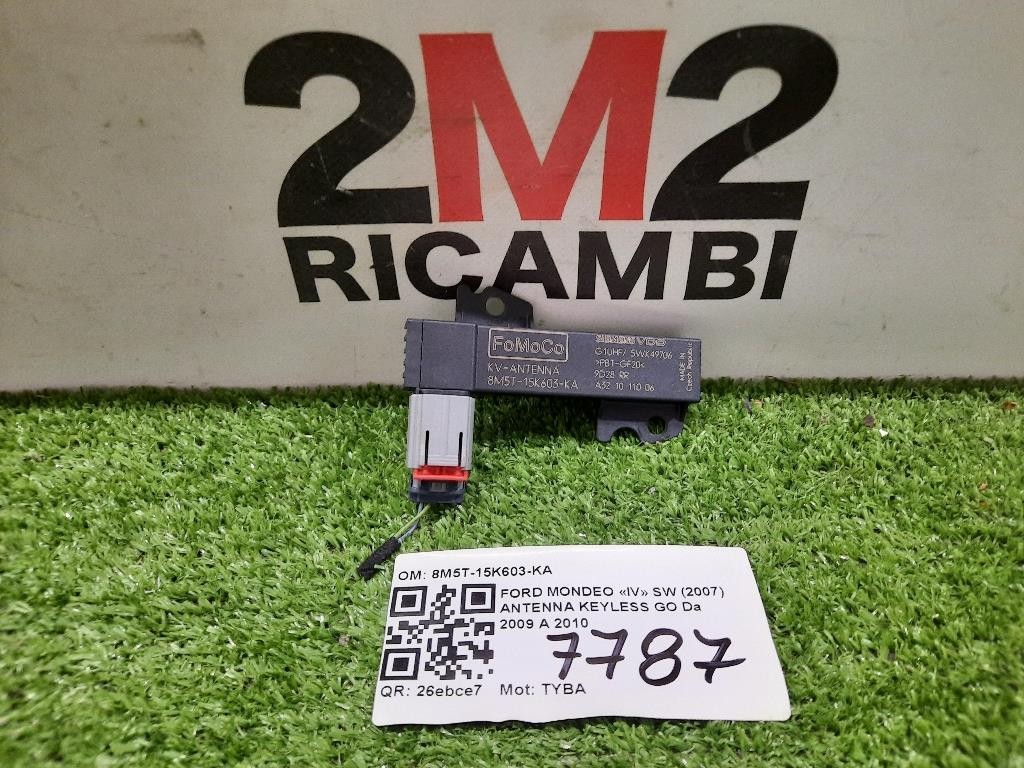 2M2
RICAMBI
FoMoCo
KV-ANTENNA
8M5T-15K603-KA
SIEMENS VDO
G10HF/ 5WK49706
>PBT-GF20<
9D28 RR
A32 10 110 06
MADE IN
Czech Republic
OM: 8M5T-15K603-KA
FORD MONDEO «IV» SW (2007)
ANTENNA KEYLESS GO Da
2009 A 2010
7787
QR: 26ebce7 Mot: TYBA